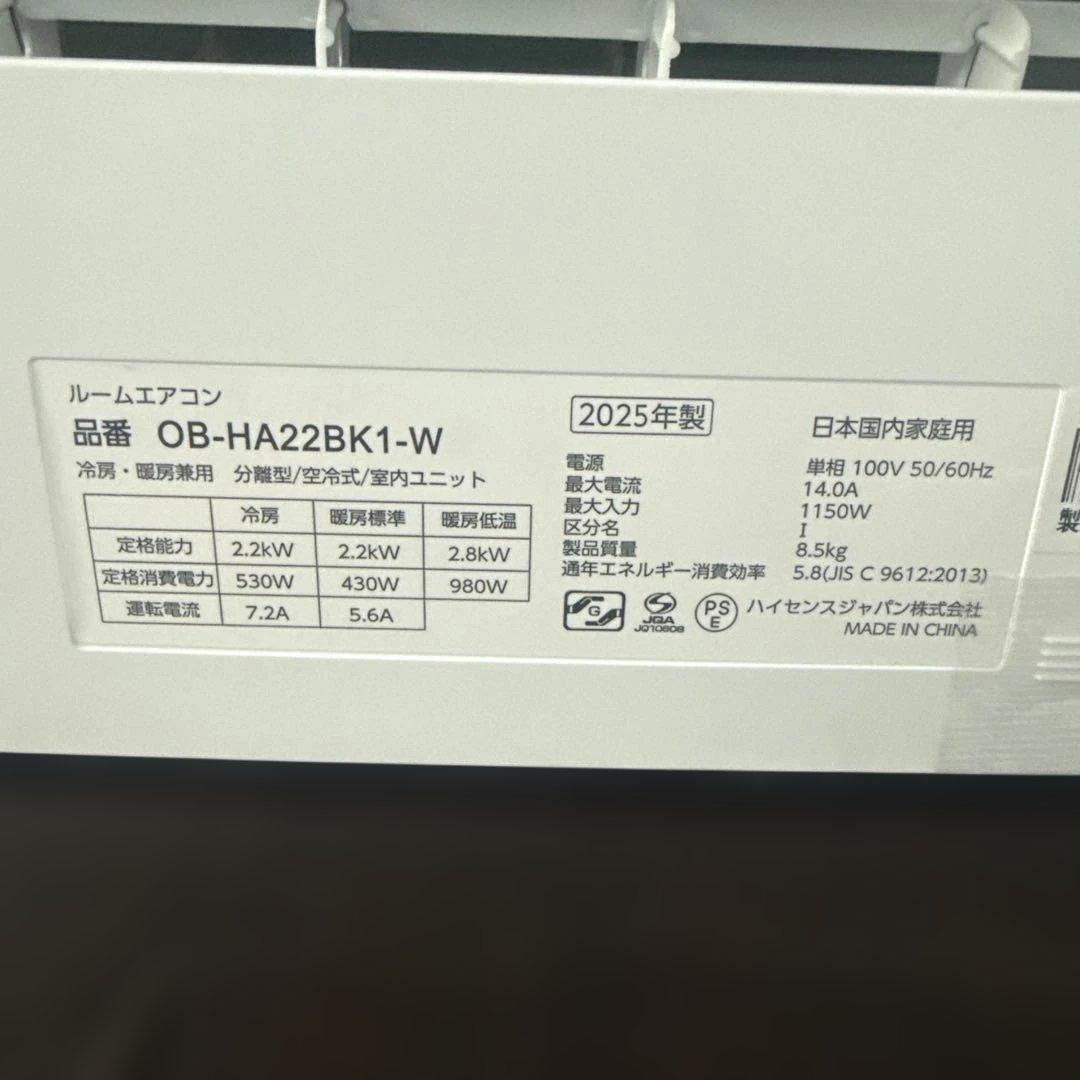 ルームエアコン
品番 OB-HA22BK1-W
冷房・暖房兼用 分離型/空冷式/室内ユニット
冷房 暖房標準 暖房低温
定格能力 2.2kW 2.2kW 2.8kW
定格消費電力 530W 430W 980W
運転電流 7.2A 5.6A
2025年製 日本国内家庭用
電源 単相 100V 50/60Hz
最大電流 14.0A
最大入力 1150W
区分名 I
製品質量 8.5kg
通年エネルギー消費効率 5.8(JIS C 9612:2013)
G
JQA
JQ10808
PS
E
ハイセンスジャパン株式会社
MADE IN CHINA
製